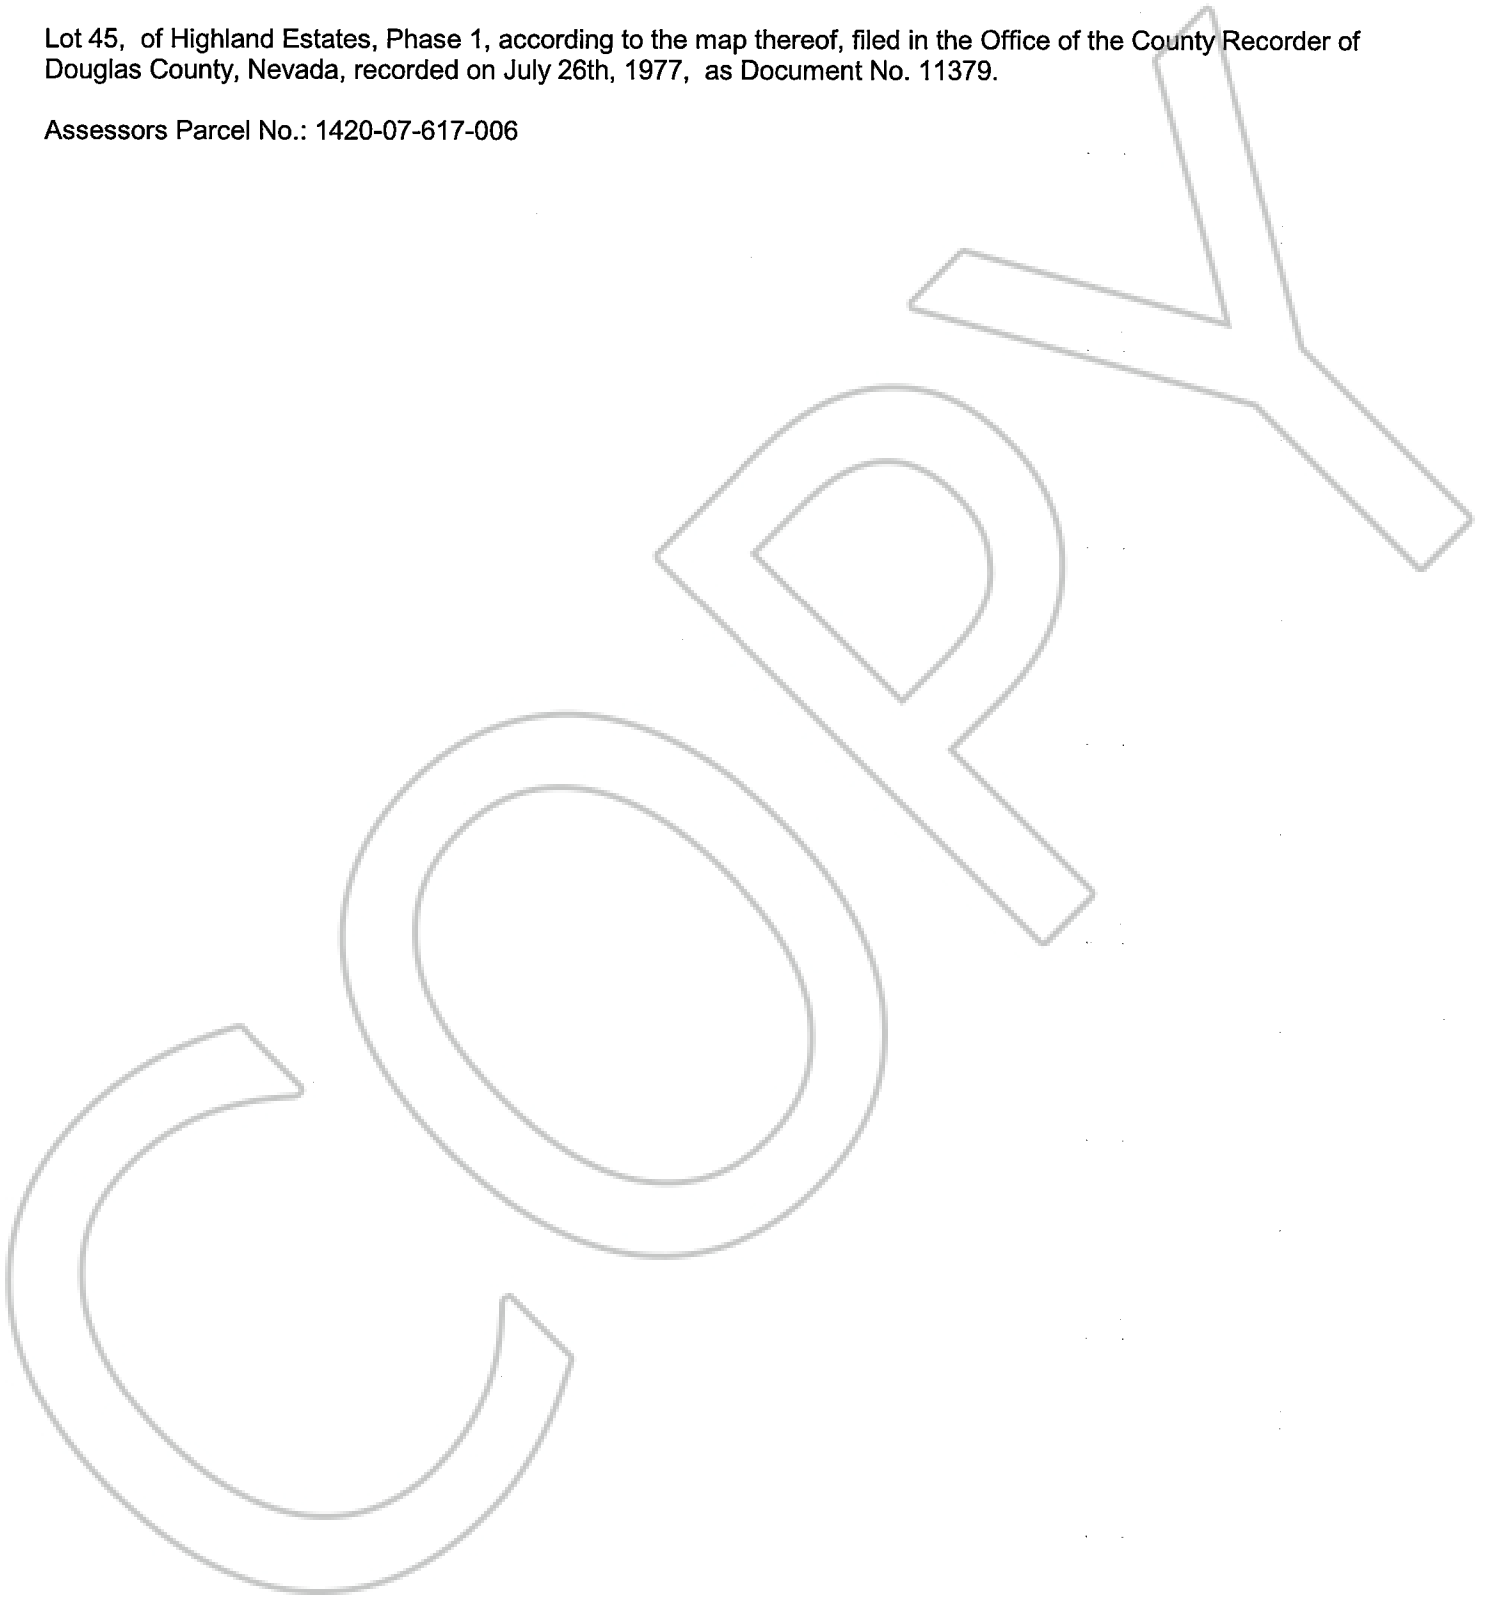 Lot 45,  of Highland Estates, Phase 1, according to the map thereof, filed in the Office of the County Recorder of
Douglas County, Nevada, recorded on July 26th, 1977,  as Document No. 11379.
Assessors Parcel No.: 1420-07-617-006
COPY